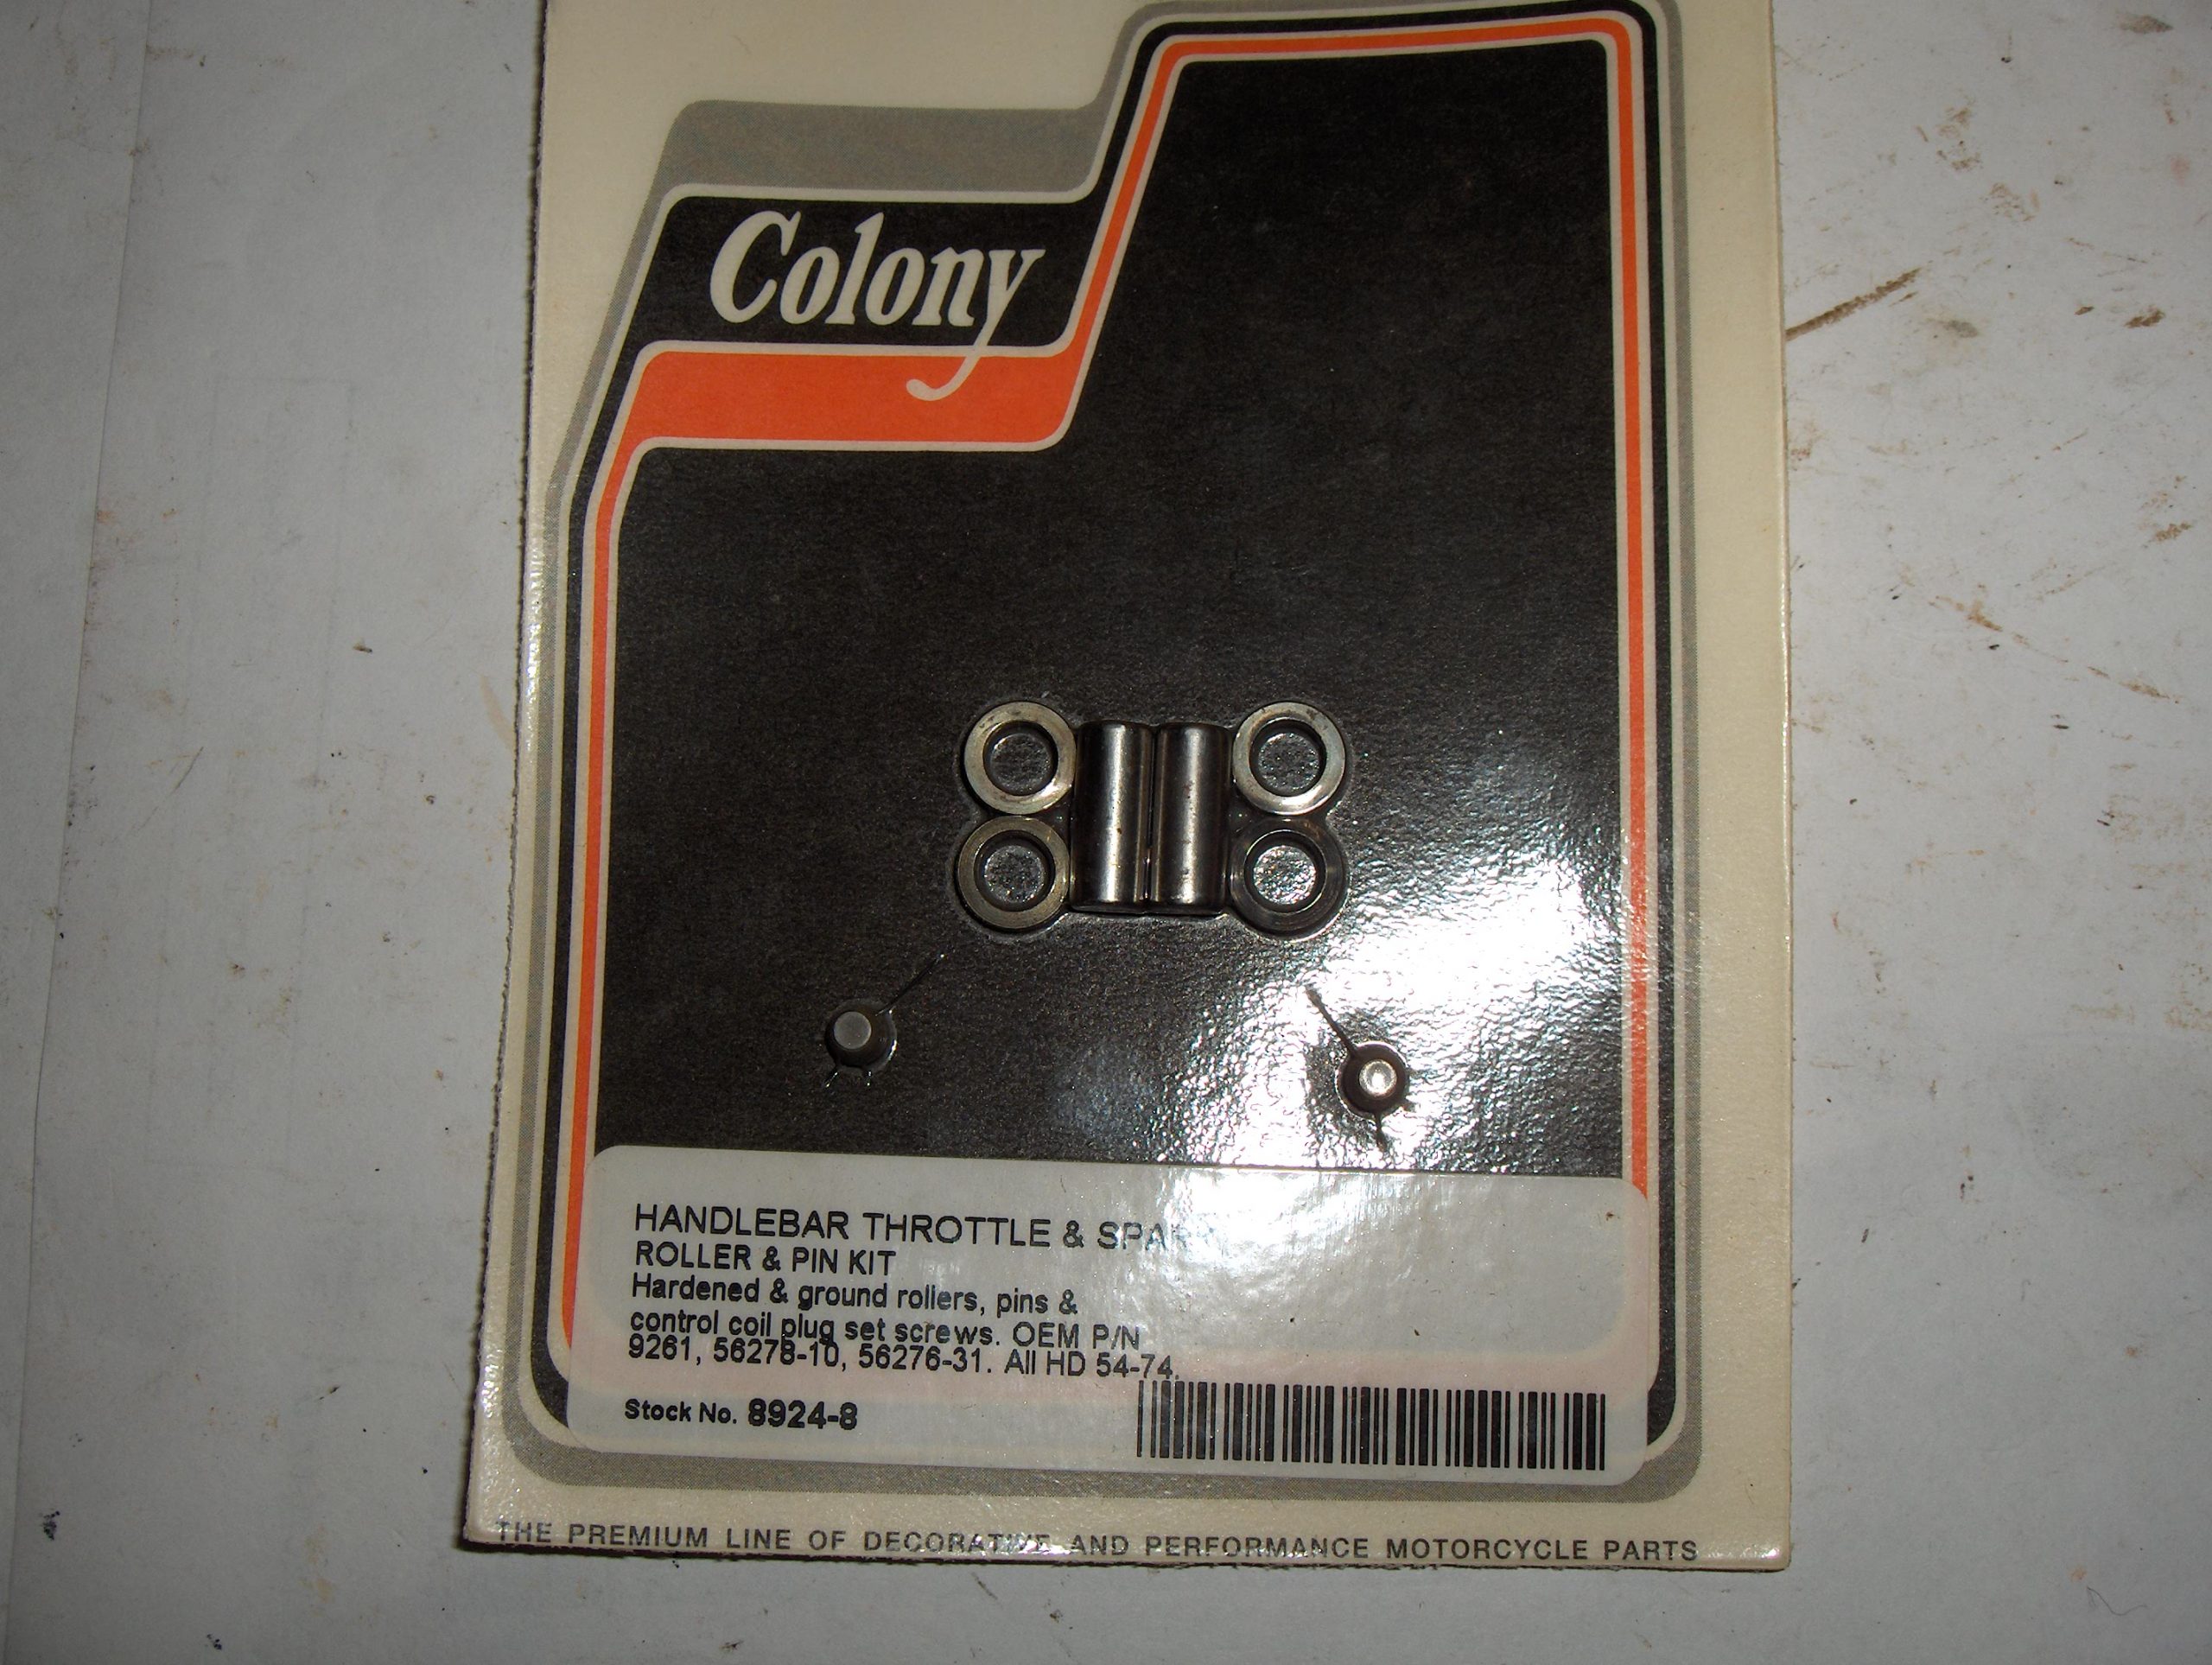 Colony
HANDLEBAR THROTTLE & SPARK
ROLLER & PIN KIT
Hardened & ground rollers, pins &
control coil plug set screws. OEM P/N
9261, 56278-10, 56276-31. All HD 54-74.
Stock No. 8924-8
THE PREMIUM LINE OF DECORATIVE AND PERFORMANCE MOTORCYCLE PARTS